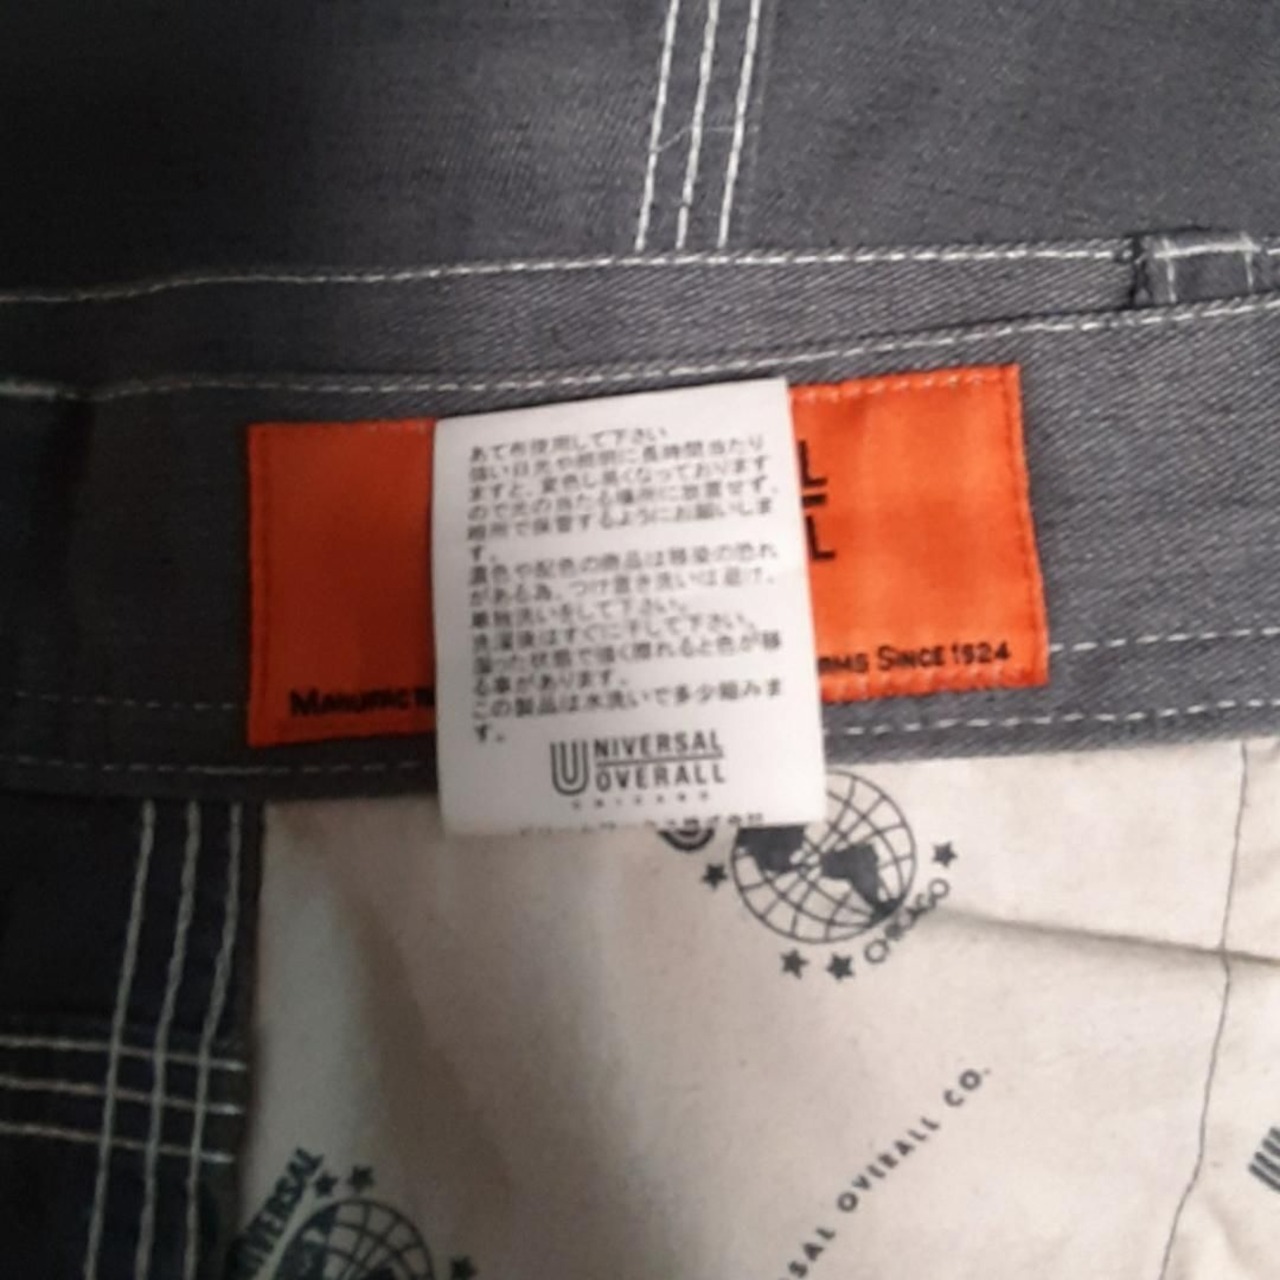 あて布使用して下さい
強い日光や照明に長時間当たり
ますと、変色し易くなっております
ので光の当たる場所に放置せず、
暗所で保管するようにお願いしま
す。
濃色や配色の商品は移染の恐れ
がある為、つけ置き洗いは避け、
単独洗いをして下さい。
洗濯後はすぐに干して下さい。
湿った状態で強く擦れると色が移
る事があります。
この製品は水洗いで多少縮みま
す。
UNIVERSAL
OVERALL
CHICAGO
L
L
SINCE 1924
CHICAGO
OVERALL CO.